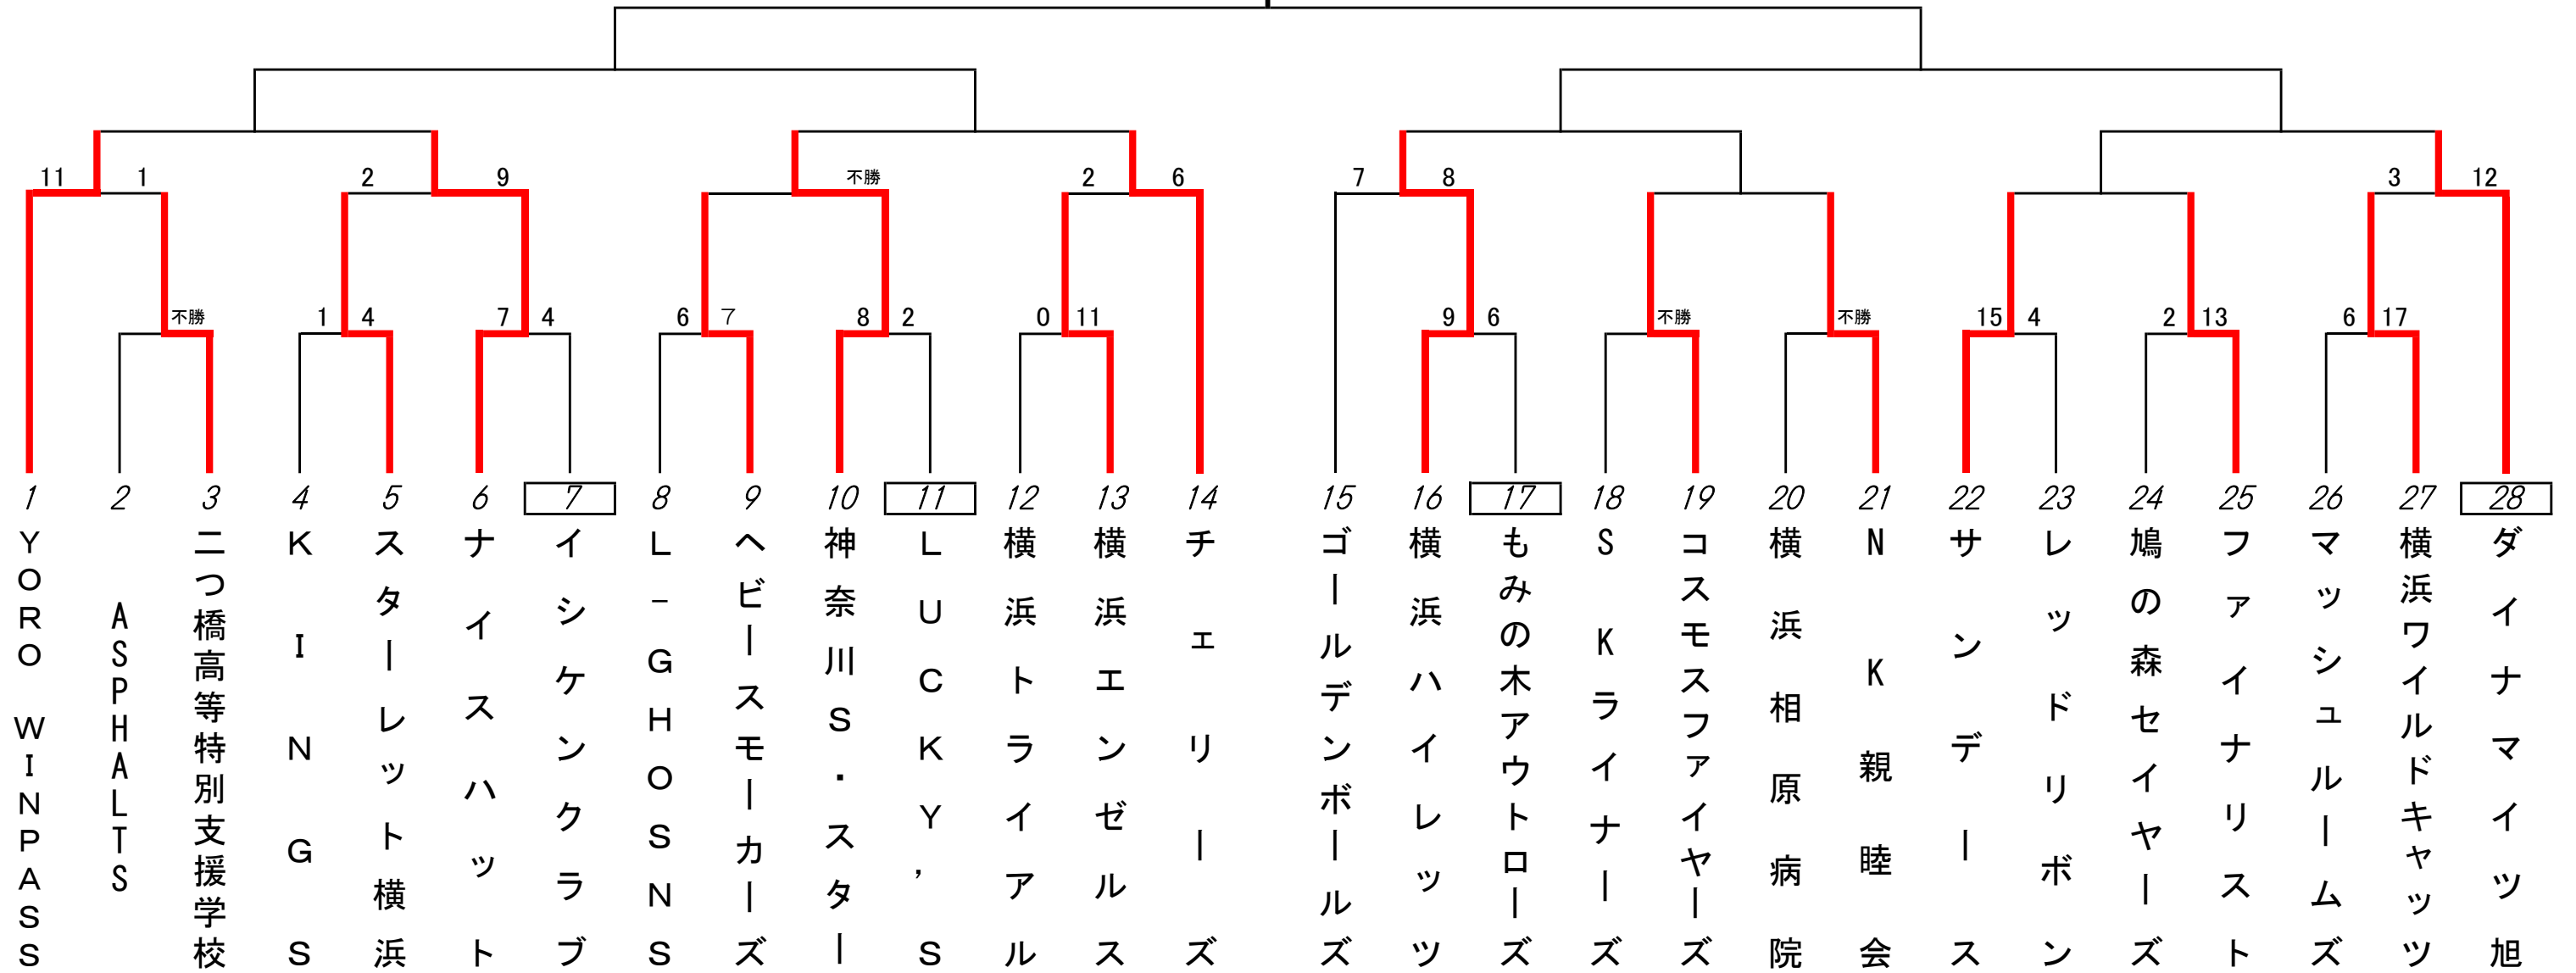 11 1 2 9 不勝 2 6 7 8 3 12
不勝 1 4 7 4 6 7 8 2 0 11 9 6 不勝 不勝 15 4 2 13 6 17
1 2 3 4 5 6 7 8 9 10 11 12 13 14 15 16 17 18 19 20 21 22 23 24 25 26 27 28
YORO WINPASS
ASPHALTS
二つ橋高等特別支援学校
KINGS
スターレット横浜
ナイスハット
イシケンクラブ
L-GHOSNS
ヘビースモーカーズ
神奈川S・スター
LUCKY'S
横浜トライアル
横浜エンゼルス
チェリーズ
ゴールデンボールズ
横浜ハイレッツ
もみの木アウトローズ
SKライナーズ
コスモスファイヤーズ
横浜相原病院
NK親睦会
サンデース
レッドリボン
鳩の森セイヤーズ
ファイナリスト
マッシュルームズ
横浜ワイルドキャッツ
ダイナマイツ旭